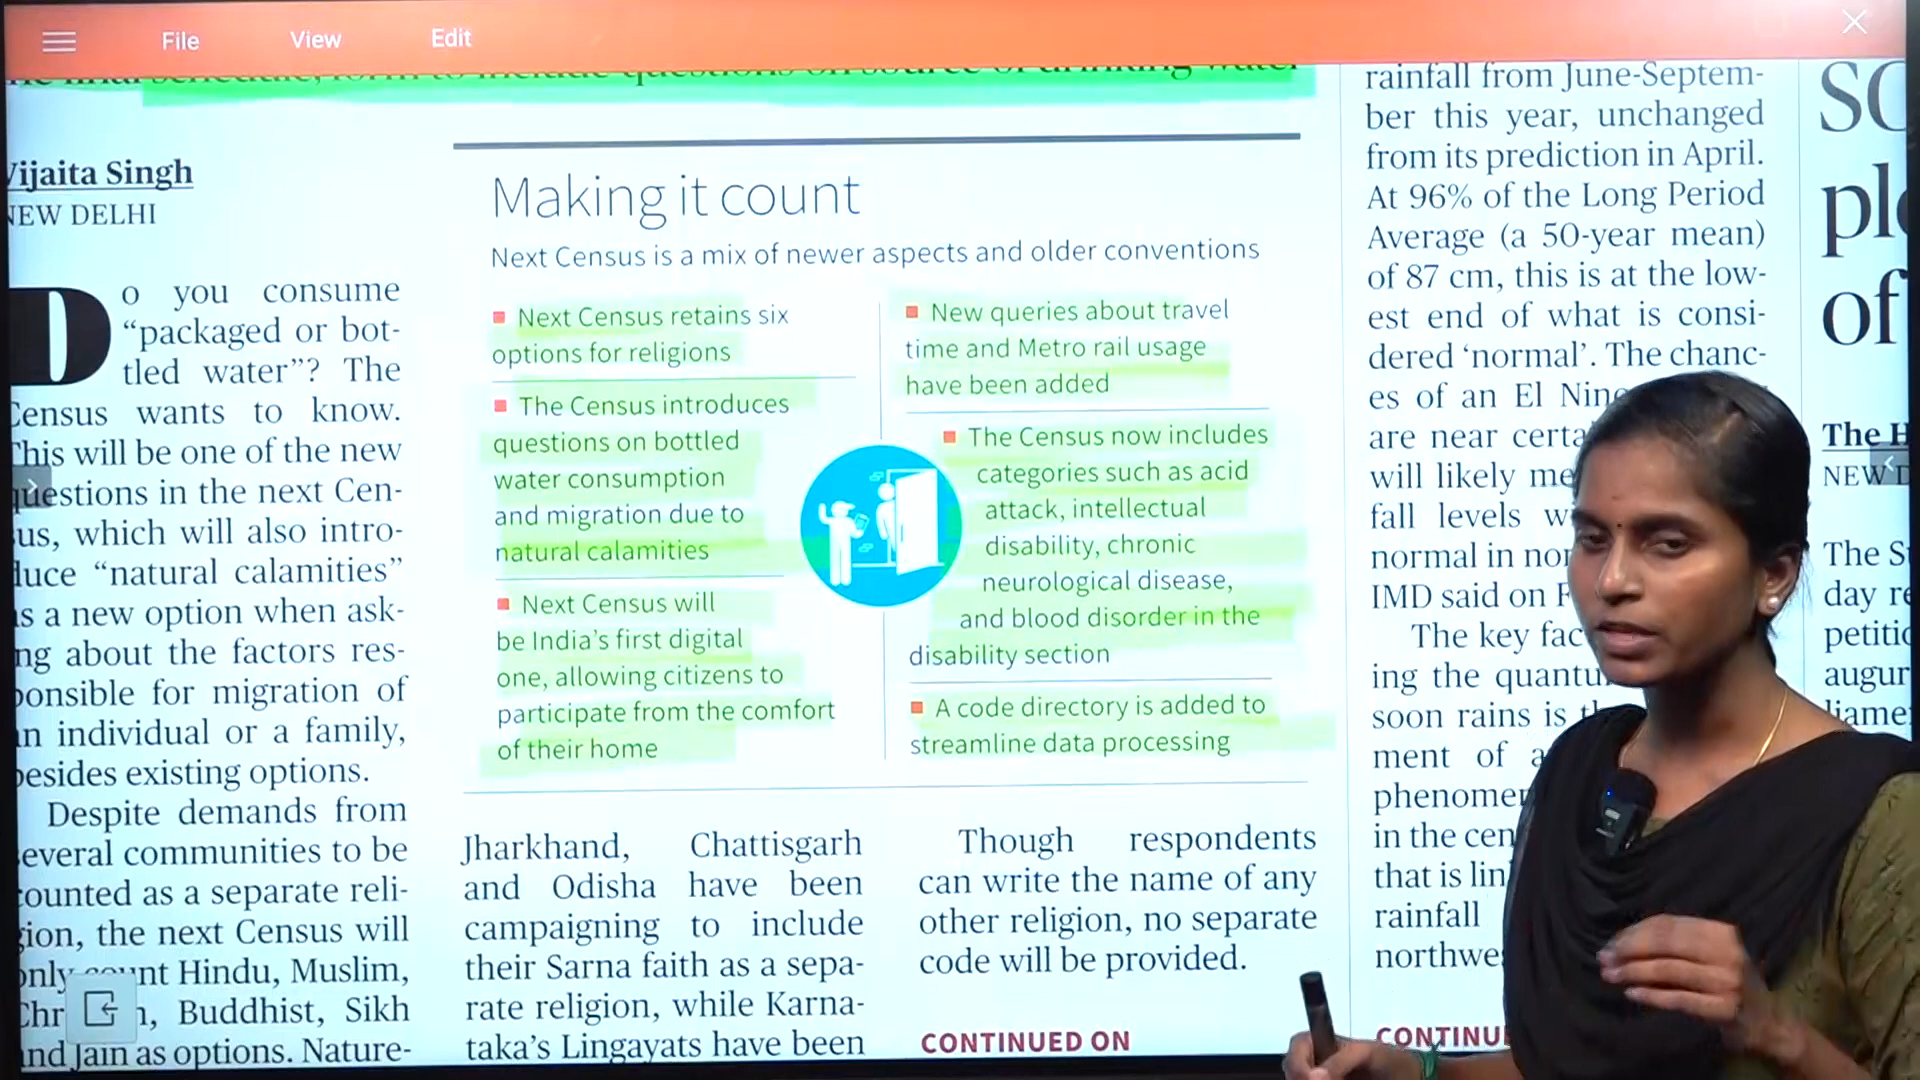 File View Edit
Vijaita Singh
NEW DELHI
Do you consume
“packaged or bot-
tled water”? The
Census wants to know.
This will be one of the new
questions in the next Cen-
sus, which will also intro-
duce “natural calamities”
as a new option when ask-
ing about the factors res-
ponsible for migration of
an individual or a family,
besides existing options.
Despite demands from
several communities to be
counted as a separate reli-
gion, the next Census will
only count Hindu, Muslim,
Buddhist, Sikh
and Jain as options. Nature-
Making it count
Next Census is a mix of newer aspects and older conventions
Next Census retains six
options for religions
The Census introduces
questions on bottled
water consumption
and migration due to
natural calamities
Next Census will
be India’s first digital
one, allowing citizens to
participate from the comfort
of their home
New queries about travel
time and Metro rail usage
have been added
The Census now includes
categories such as acid
attack, intellectual
disability, chronic
neurological disease,
and blood disorder in the
disability section
A code directory is added to
streamline data processing
Jharkhand, Chattisgarh
and Odisha have been
campaigning to include
their Sarna faith as a sepa-
rate religion, while Karna-
taka’s Lingayats have been
Though respondents
can write the name of any
other religion, no separate
code will be provided.
CONTINUED ON
rainfall from June-Septem-
ber this year, unchanged
from its prediction in April.
At 96% of the Long Period
Average (a 50-year mean)
of 87 cm, this is at the low-
est end of what is consi-
dered ‘normal’. The chanc-
es of an El Nino
are near
will likely
fall levels
normal in
IMD said on
The key
ing the
soon rains is
ment of
in the
that is
rainfall
of
The
NEW
The
day